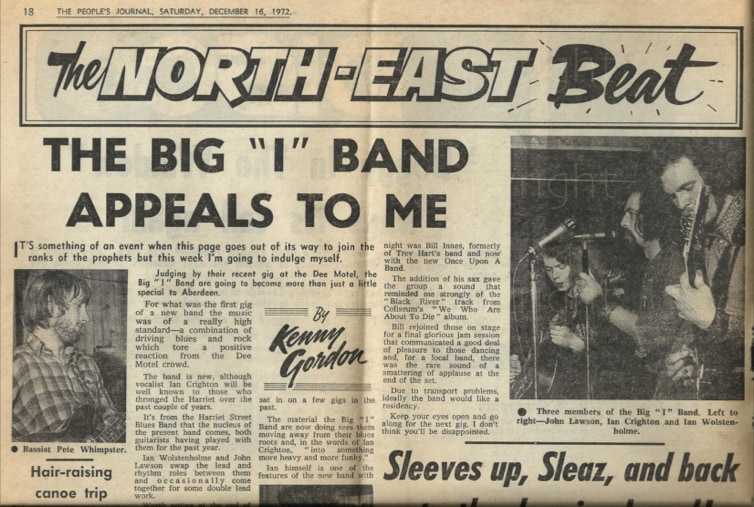 18 THE PEOPLE'S JOURNAL, SATURDAY, DECEMBER 16, 1972.
The NORTH-EAST Beat
THE BIG "I" BAND
APPEALS TO ME
IT'S something of an event when this page goes out of its way to join the
ranks of the prophets but this week I'm going to indulge myself.
Judging by their recent gig at the Dee Motel, the
Big "I" Band are going to become more than just a little
special to Aberdeen.
For what was the first gig
of a new band the music
was of a really high
standard—a combination of
driving blues and rock
which tore a positive
reaction from the Dee
Motel crowd.
The band is new, although
vocalist Ian Crighton will be
well known to those who
thronged the Harriet over the
past couple of years.
It's from the Harriet Street
Blues Band that the nucleus of
the present band comes, both
guitarists having played with
them for the past year.
Ian Wolstenholme and John
Lawson swap the lead and
rhythm roles between them
and occasionally come
together for some double lead
work.
● Bassist Pete Whimpster.
Hair-raising
canoe trip
By
Kenny
Gordon
sat in on a few gigs in the
past.
The material the Big "I"
Band are now doing sees them
moving away from their blues
roots and, in the words of Ian
Crighton, "into something
more heavy and more funky."
Ian himself is one of the
features of the new band with
night was Bill Innes, formerly
of Trev Hart's band and now
with the new Once Upon A
Band.
The addition of his sax gave
the group a sound that
reminded me strongly of the
"Black River" track from
Coliseum's "We Who Are
About To Die" album.
Bill rejoined those on stage
for a final glorious jam session
that communicated a good deal
of pleasure to those dancing
and, for a local band, there
was the rare sound of a
smattering of applause at the
end of the set.
Due to transport problems,
ideally the band would like a
residency.
Keep your eyes open and go
along for the next gig. I don't
think you'll be disappointed.
● Three members of the Big "I" Band. Left to
right—John Lawson, Ian Crighton and Ian Wolsten-
holme.
Sleeves up, Sleaz, and back